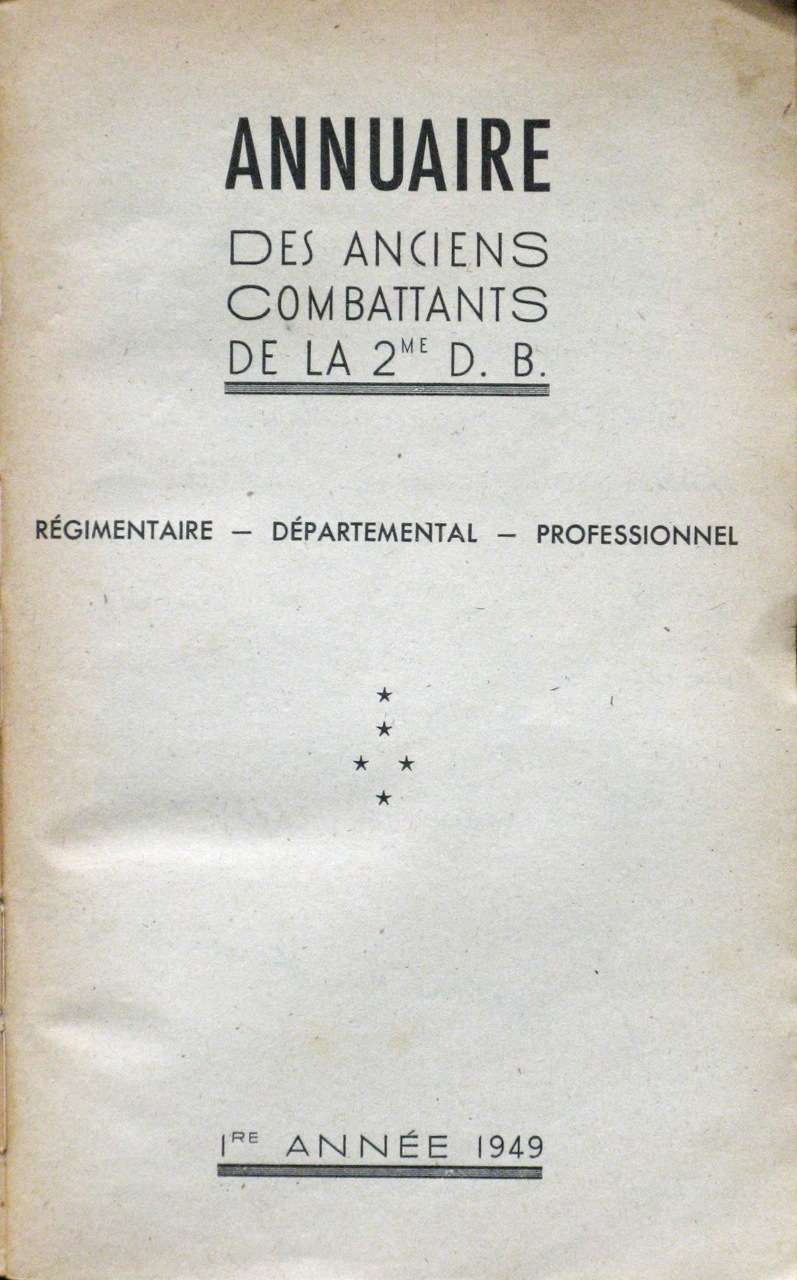 ANNUAIRE
DES ANCIENS
COMBATTANTS
DE LA 2ME D. B.
RÉGIMENTAIRE — DÉPARTEMENTAL — PROFESSIONNEL
1RE ANNÉE 1949